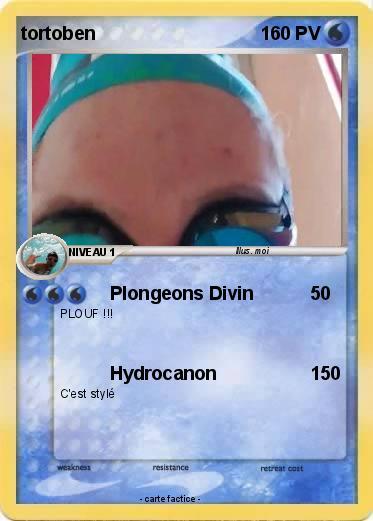 tortoben 160 PV
NIVEAU 1
Illus. moi
Plongeons Divin 50
PLOUF !!!
Hydrocanon 150
C'est stylé
weakness resistance retreat cost
- carte factice -